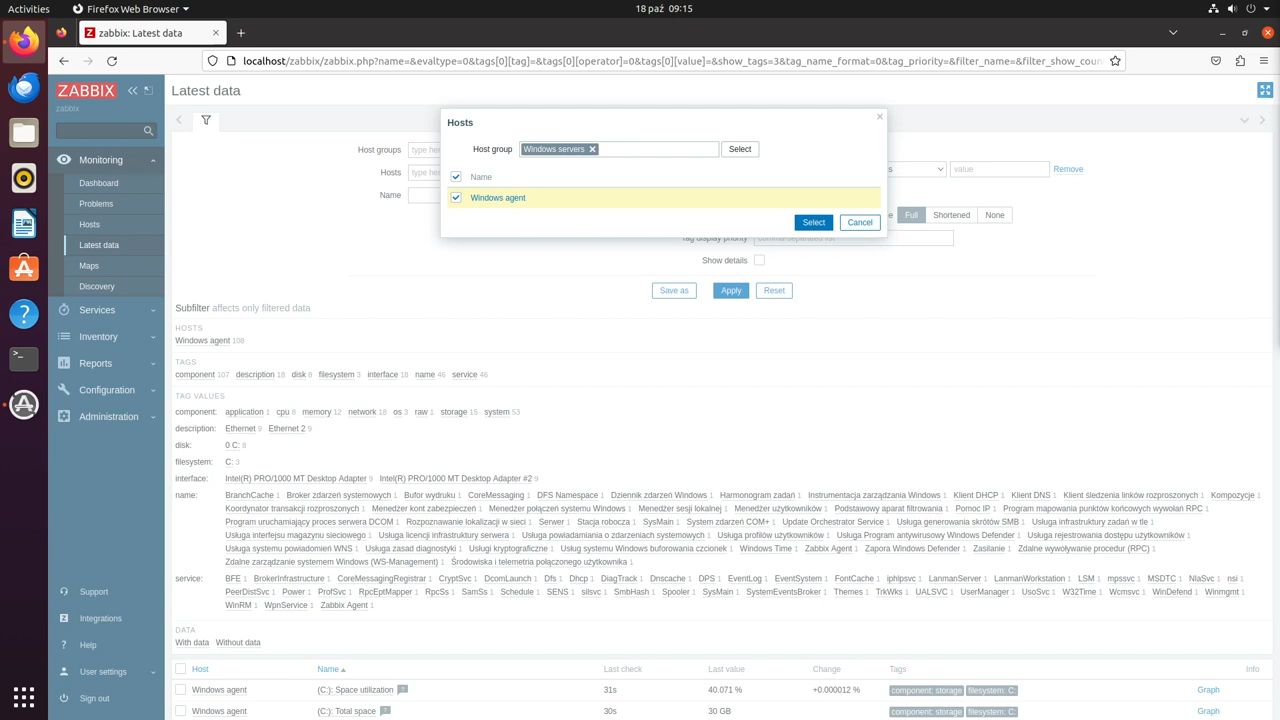 18 paź 09:15
zabbix: Latest data
localhost/zabbix/zabbix.php?name=&evaltype=0&tags[0][tag]=&tags[0][operator]=0&tags[0][value]=&show_tags=3&tag_name_format=0&tag_priority=&filter_name=&filter_show_coun
ZABBIX
zabbix
Monitoring
Dashboard
Problems
Hosts
Latest data
Maps
Discovery
Services
Inventory
Reports
Configuration
Administration
Support
Integrations
Help
User settings
Sign out
Latest data
Hosts
Host group Windows servers Select
Name
Windows agent
Select Cancel
Host groups type her
Hosts type her
Name
value Remove
Full Shortened None
Tag display priority comma-separated list
Show details
Save as Apply Reset
Subfilter affects only filtered data
HOSTS
Windows agent 108
TAGS
component 107 description 18 disk 8 filesystem 3 interface 18 name 46 service 46
TAG VALUES
component: application 1 cpu 8 memory 12 network 18 os 3 raw 1 storage 15 system 53
description: Ethernet 9 Ethernet 2 9
disk: 0 C: 8
filesystem: C: 3
interface: Intel(R) PRO/1000 MT Desktop Adapter 9 Intel(R) PRO/1000 MT Desktop Adapter #2 9
name: BranchCache 1 Broker zdarzeń systemowych 1 Bufor wydruku 1 CoreMessaging 1 DFS Namespace 1 Dziennik zdarzeń Windows 1 Harmonogram zadań 1 Instrumentacja zarządzania Windows 1 Klient DHCP 1 Klient DNS 1 Klient śledzenia linków rozproszonych 1 Kompozycje 1
Koordynator transakcji rozproszonych 1 Menedżer kont zabezpieczeń 1 Menedżer połączeń systemu Windows 1 Menedżer sesji lokalnej 1 Menedżer użytkowników 1 Podstawowy aparat filtrowania 1 Pomoc IP 1 Program mapowania punktów końcowych wywołań RPC 1
Program uruchamiający proces serwera DCOM 1 Rozpoznawanie lokalizacji w sieci 1 Serwer 1 Stacja robocza 1 SysMain 1 System zdarzeń COM+ 1 Update Orchestrator Service 1 Usługa generowania skrótów SMB 1 Usługa infrastruktury zadań w tle 1
Usługa interfejsu magazynu sieciowego 1 Usługa licencji infrastruktury serwera 1 Usługa powiadamiania o zdarzeniach systemowych 1 Usługa profilów użytkowników 1 Usługa Program antywirusowy Windows Defender 1 Usługa rejestrowania dostępu użytkowników 1
Usługa systemu powiadomień WNS 1 Usługa zasad diagnostyki 1 Usługi kryptograficzne 1 Usługi systemu Windows buforowania czcionek 1 Windows Time 1 Zabbix Agent 1 Zapora Windows Defender 1 Zasilanie 1 Zdalne wywoływanie procedur (RPC) 1
Zdalne zarządzanie systemem Windows (WS-Management) 1 Środowiska i telemetria połączonego użytkownika 1
service: BFE 1 BrokerInfrastructure 1 CoreMessagingRegistrar 1 CryptSvc 1 DcomLaunch 1 Dfs 1 Dhcp 1 DiagTrack 1 Dnscache 1 DPS 1 EventLog 1 EventSystem 1 FontCache 1 iphlpsvc 1 LanmanServer 1 LanmanWorkstation 1 LSM 1 mpssvc 1 MSDTC 1 NlaSvc 1 nsi 1
PeerDistSvc 1 Power 1 ProfSvc 1 RpcEptMapper 1 RpcSs 1 SamSs 1 Schedule 1 SENS 1 silsvc 1 SmbHash 1 Spooler 1 SysMain 1 SystemEventsBroker 1 Themes 1 TrkWks 1 UALSVC 1 UserManager 1 UsoSvc 1 W32Time 1 Wcmsvc 1 WinDefend 1 Winmgmt 1
WinRM 1 WpnService 1 Zabbix Agent 1
DATA
With data Without data
Host Name Last check Last value Change Tags Info
Windows agent (C:): Space utilization ? 31s 40.071 % +0.000012 % component: storage filesystem: C: Graph
Windows agent (C:): Total space ? 30s 30 GB component: storage filesystem: C: Graph